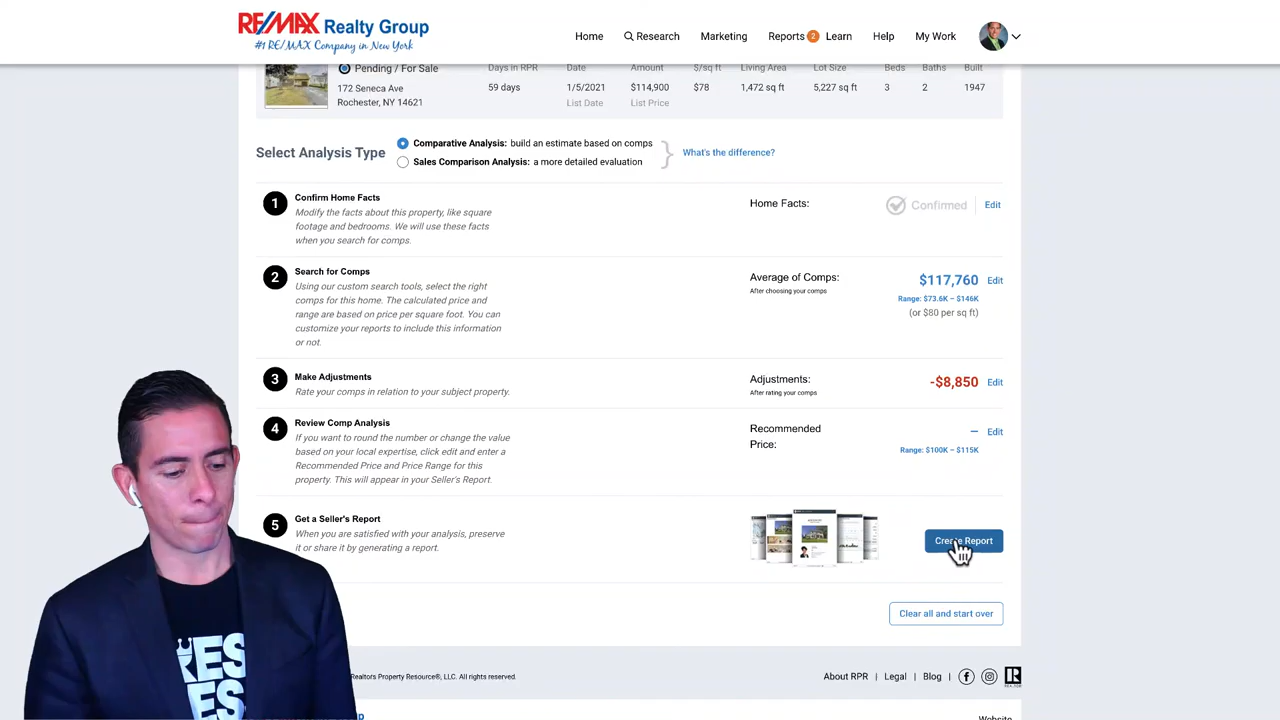 RE/MAX Realty Group
#1 RE/MAX Company in New York
Home Research Marketing Reports 2 Learn Help My Work
Pending / For Sale
172 Seneca Ave
Rochester, NY 14621
Days in RPR
59 days
Date
1/5/2021
List Date
Amount
$114,900
List Price
$/sq ft
$78
Living Area
1,472 sq ft
Lot Size
5,227 sq ft
Beds
3
Baths
2
Built
1947
Select Analysis Type
Comparative Analysis: build an estimate based on comps
Sales Comparison Analysis: a more detailed evaluation
What's the difference?
1
Confirm Home Facts
Modify the facts about this property, like square
footage and bedrooms. We will use these facts
when you search for comps.
Home Facts:
Confirmed
Edit
2
Search for Comps
Using our custom search tools, select the right
comps for this home. The calculated price and
range are based on price per square foot. You can
customize your reports to include this information
or not.
Average of Comps:
After choosing your comps
$117,760
Edit
Range: $73.6K – $146K
(or $80 per sq ft)
3
Make Adjustments
Rate your comps in relation to your subject property.
Adjustments:
After rating your comps
-$8,850
Edit
4
Review Comp Analysis
If you want to round the number or change the value
based on your local expertise, click edit and enter a
Recommended Price and Price Range for this
property. This will appear in your Seller's Report.
Recommended
Price:
–
Edit
Range: $100K – $115K
5
Get a Seller's Report
When you are satisfied with your analysis, preserve
it or share it by generating a report.
Create Report
Clear all and start over
Realtors Property Resource®, LLC. All rights reserved.
About RPR | Legal | Blog |
REALTOR
Website